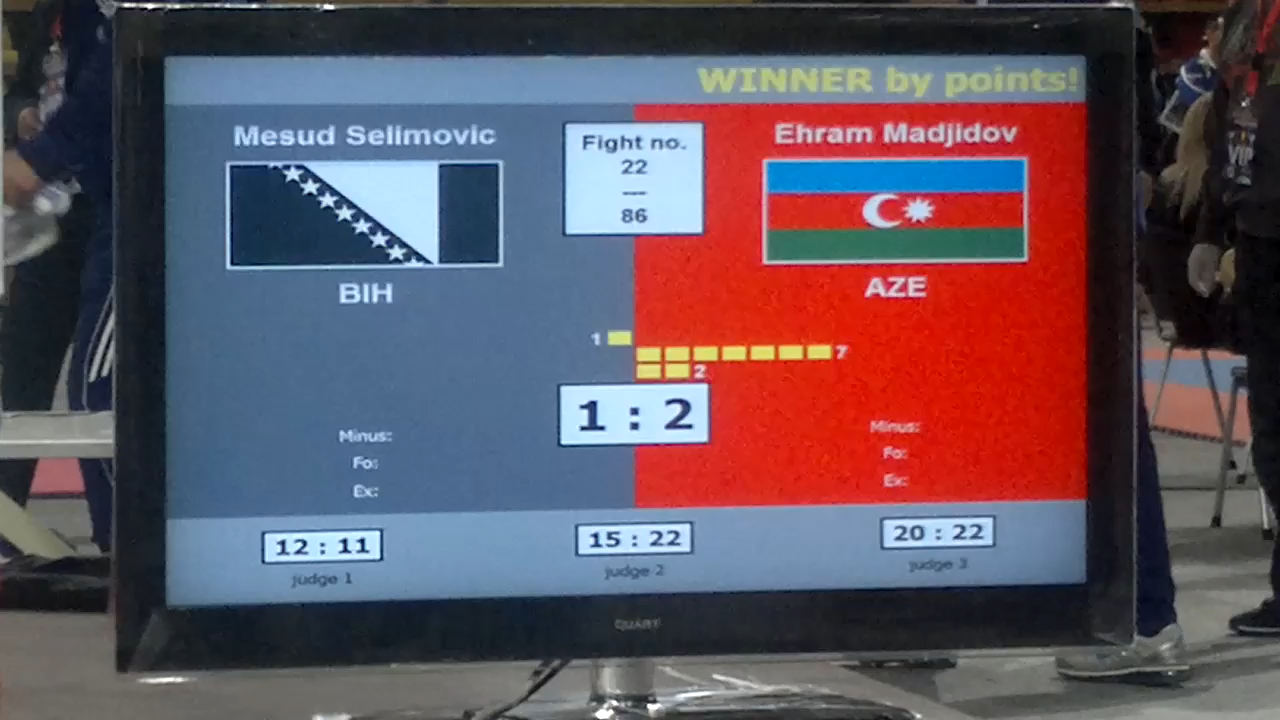 WINNER by points!
Mesud Selimovic
Fight no.
22
---
86
Ehram Madjidov
BIH
AZE
1
7
2
1 : 2
Minus:
Fo:
Ex:
Minus:
Fo:
Ex:
12 : 11
judge 1
15 : 22
judge 2
20 : 22
judge 3
VIP